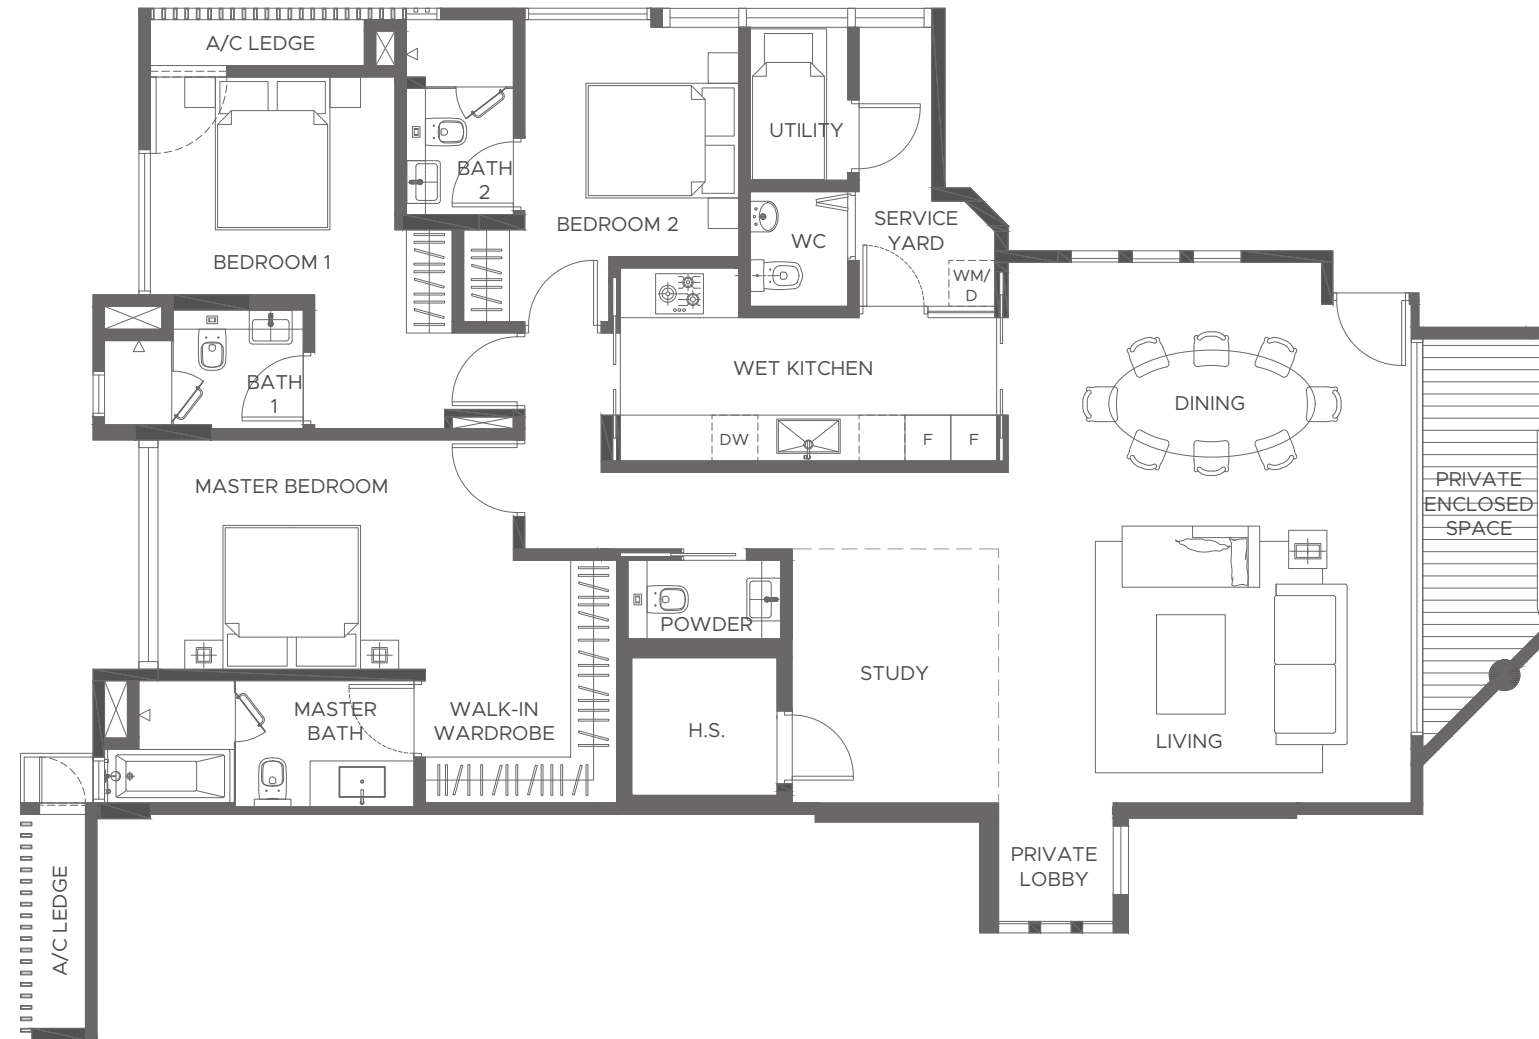 A/C LEDGE
UTILITY
BATH
2
BEDROOM 2
SERVICE
YARD
WC
BEDROOM 1
WM/
D
WET KITCHEN
BATH
1
DINING
DW
F
F
MASTER BEDROOM
PRIVATE
ENCLOSED
SPACE
POWDER
STUDY
MASTER
BATH
WALK-IN
WARDROBE
H.S.
LIVING
PRIVATE
LOBBY
A/C LEDGE